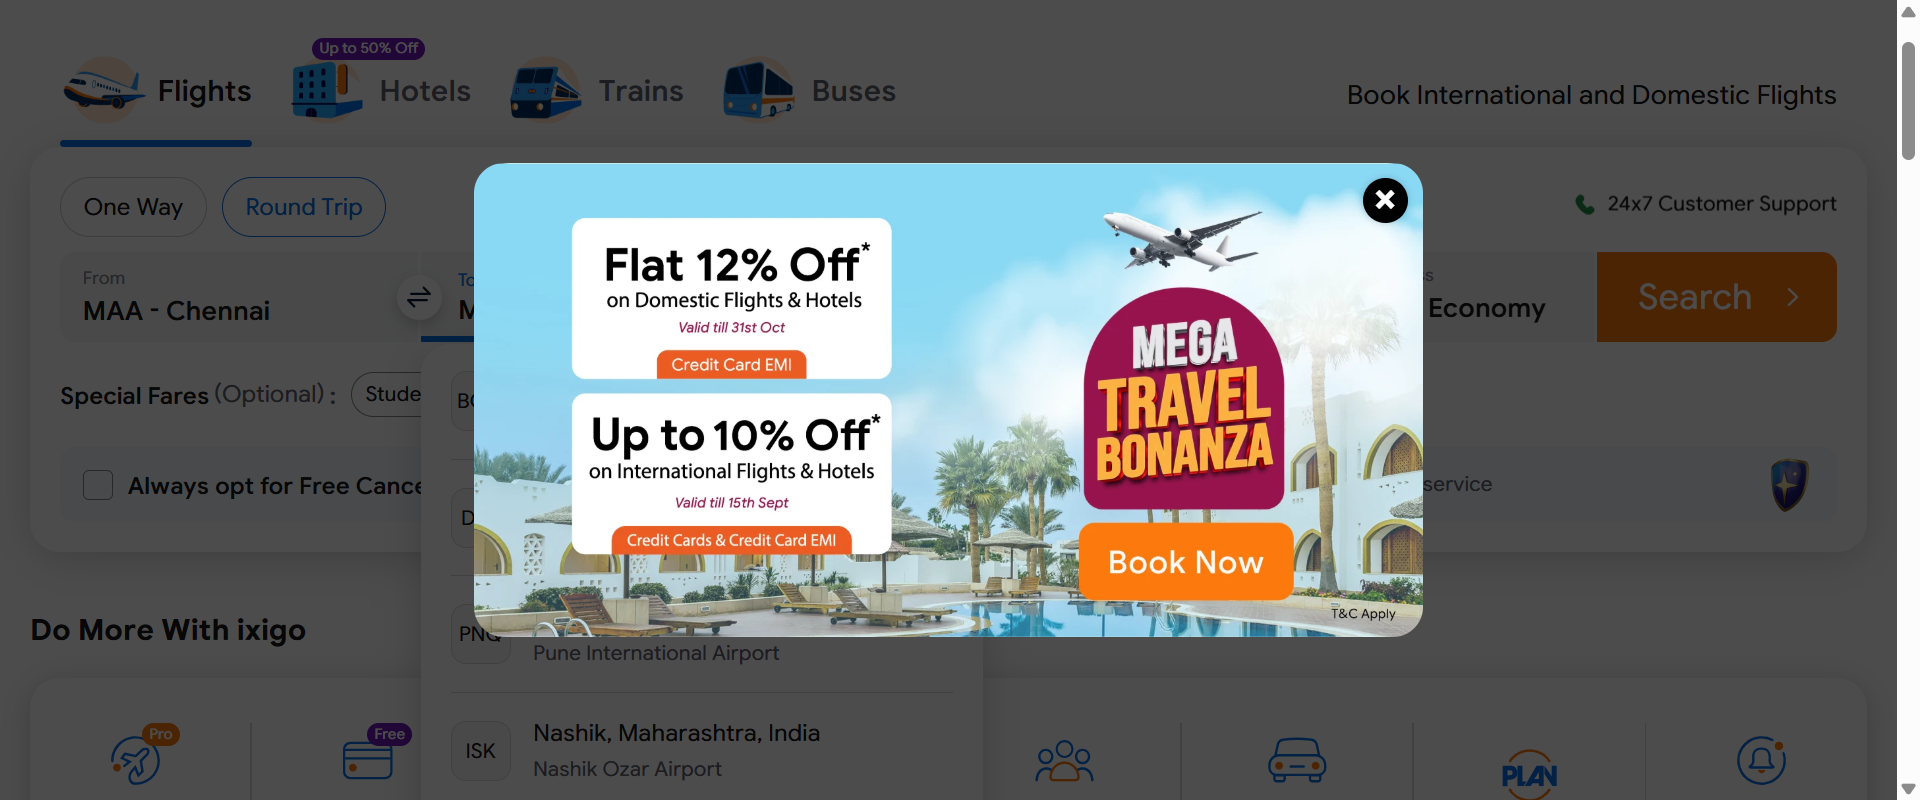 Up to 50% Off
Flights
Hotels
Trains
Buses
Book International and Domestic Flights
One Way
Round Trip
24x7 Customer Support
From
MAA - Chennai
To
M
s
Economy
Search
Special Fares (Optional) :
Stude
Always opt for Free Cance
service
Flat 12% Off*
on Domestic Flights & Hotels
Valid till 31st Oct
Credit Card EMI
Up to 10% Off*
on International Flights & Hotels
Valid till 15th Sept
Credit Cards & Credit Card EMI
MEGA
TRAVEL
BONANZA
Book Now
T&C Apply
BO
D
PNQ
Pune International Airport
ISK
Nashik, Maharashtra, India
Nashik Ozar Airport
Do More With ixigo
Pro
Free
PLAN